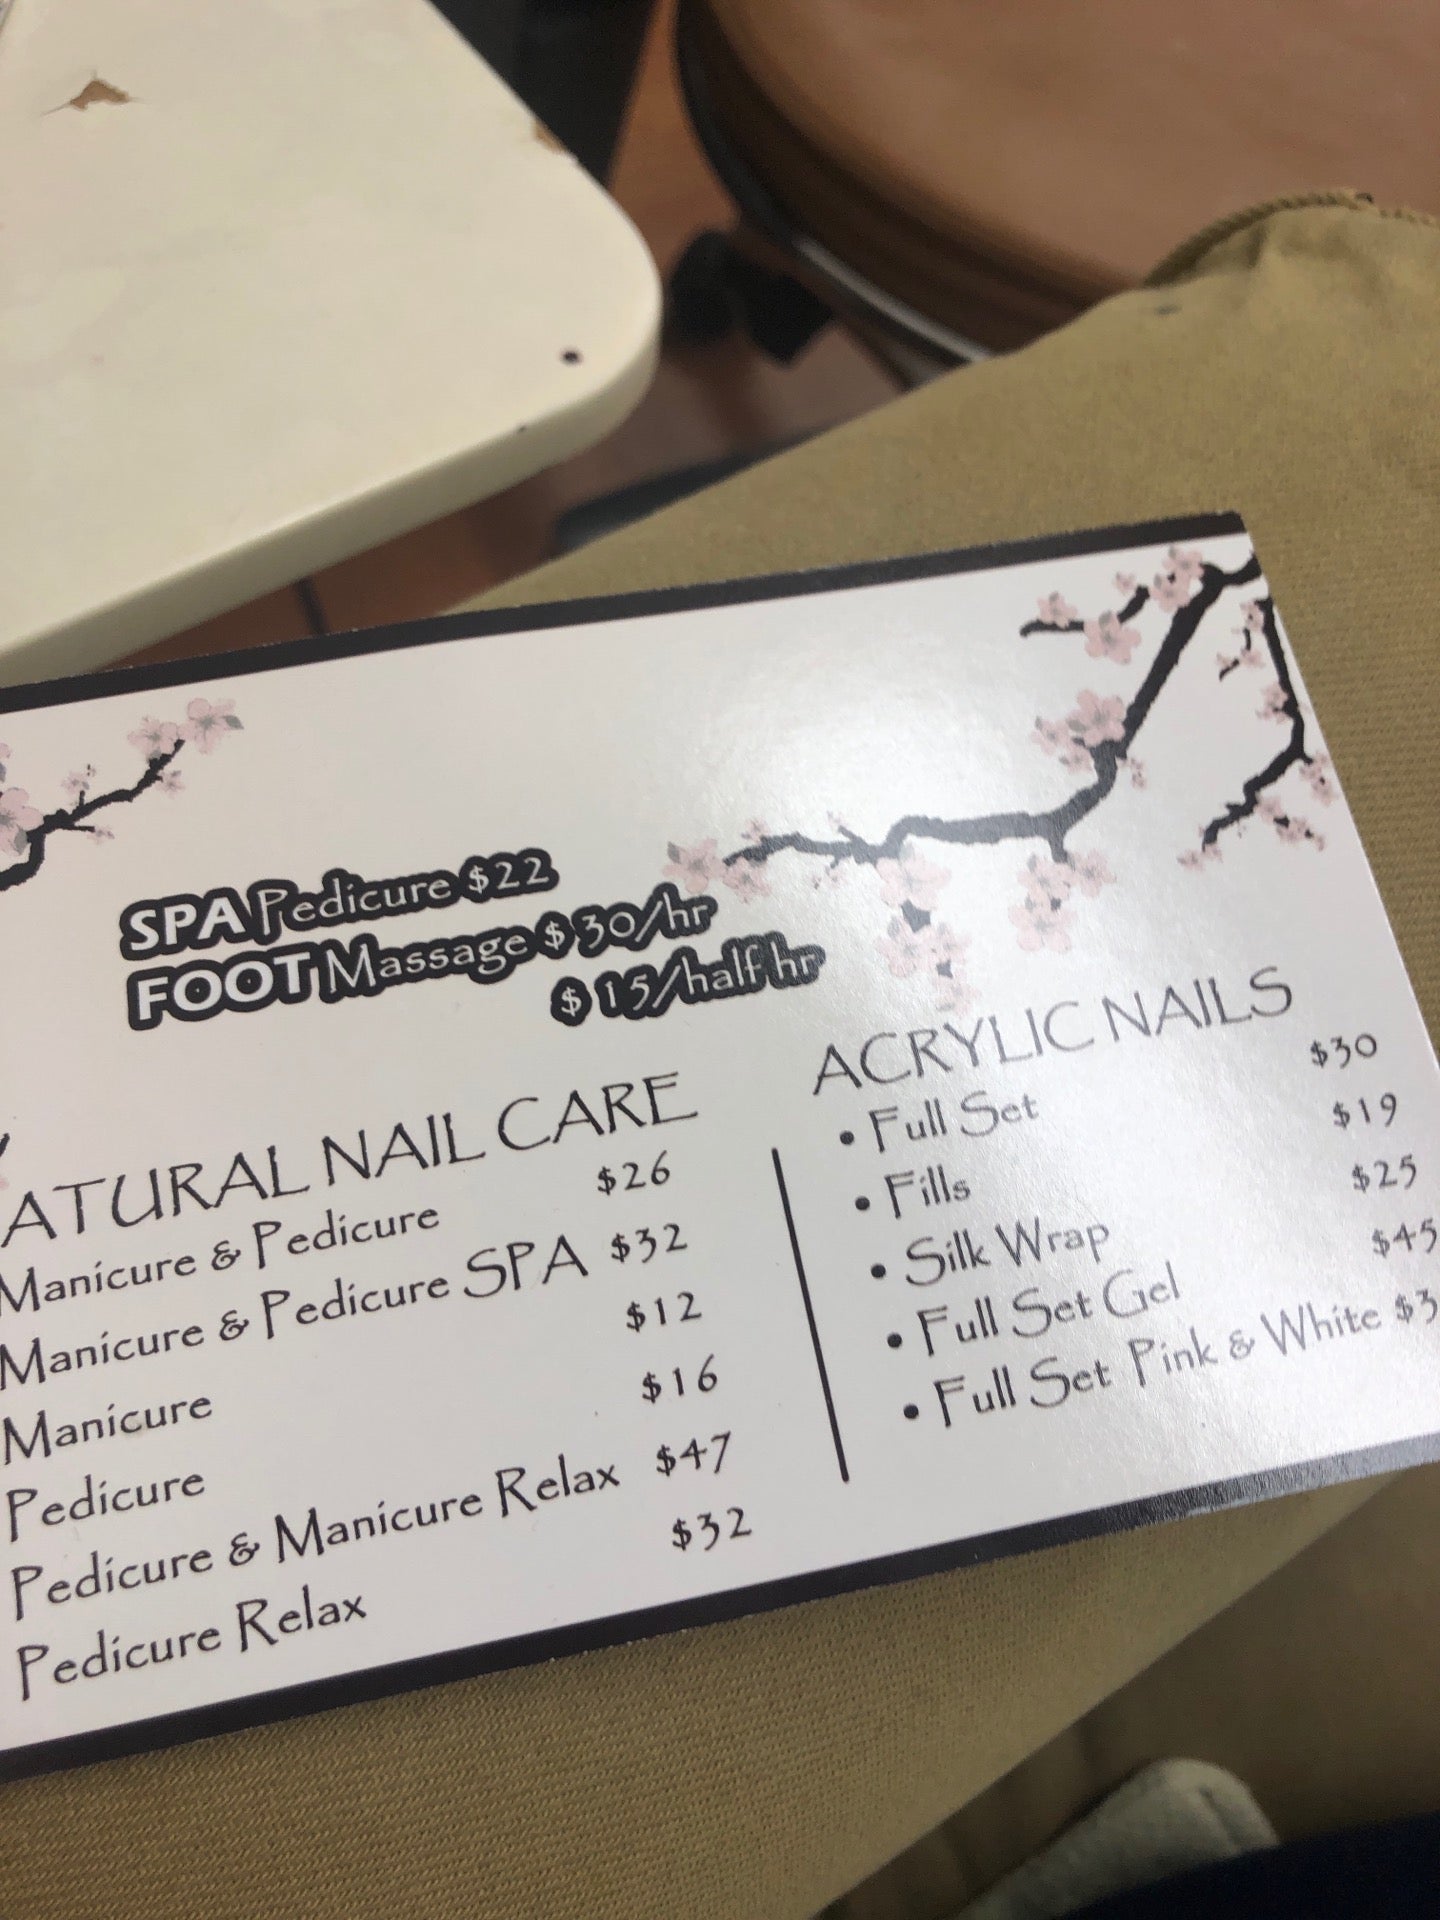 SPA Pedicure $22
FOOT Massage $30/hr
$15/half hr
ATURAL NAIL CARE
Manicure & Pedicure $26
Manicure & Pedicure SPA $32
Manicure $12
Pedicure $16
Pedicure & Manicure Relax $47
Pedicure Relax $32
ACRYLIC NAILS
• Full Set $30
• Fills $19
• Silk Wrap $25
• Full Set Gel $45
• Full Set Pink & White $3